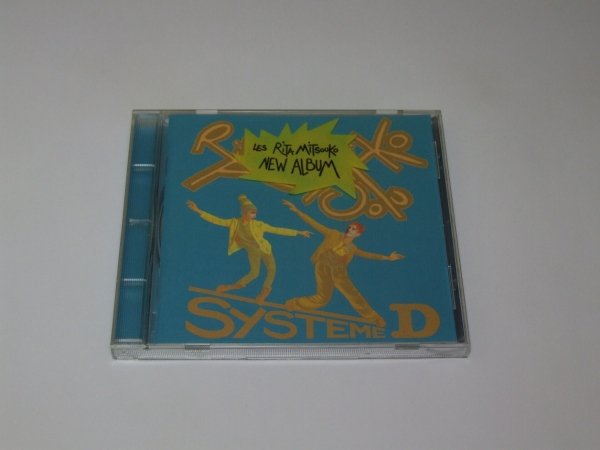 LES RITA MITSOUKO
NEW ALBUM
SYSTEME D